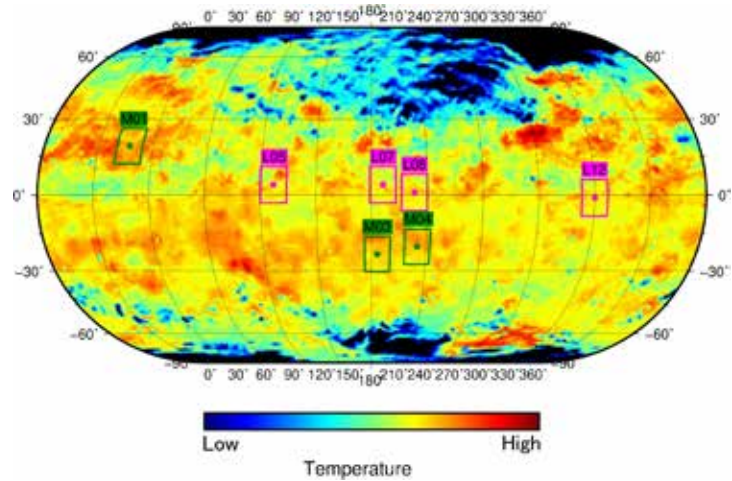 180˚
0˚ 30˚ 60˚ 90˚ 120˚ 150˚ 210˚ 240˚ 270˚ 300˚ 330˚ 360˚
60˚ 60˚
30˚ 30˚
M01
L05 L07 L08 L12
0˚ 0˚
M03 M04
−30˚ −30˚
−60˚ −60˚
−90˚ −90˚
0˚ 30˚ 60˚ 90˚ 120˚ 150˚ 180˚ 210˚ 240˚ 270˚ 300˚ 330˚ 360˚
Low High
Temperature